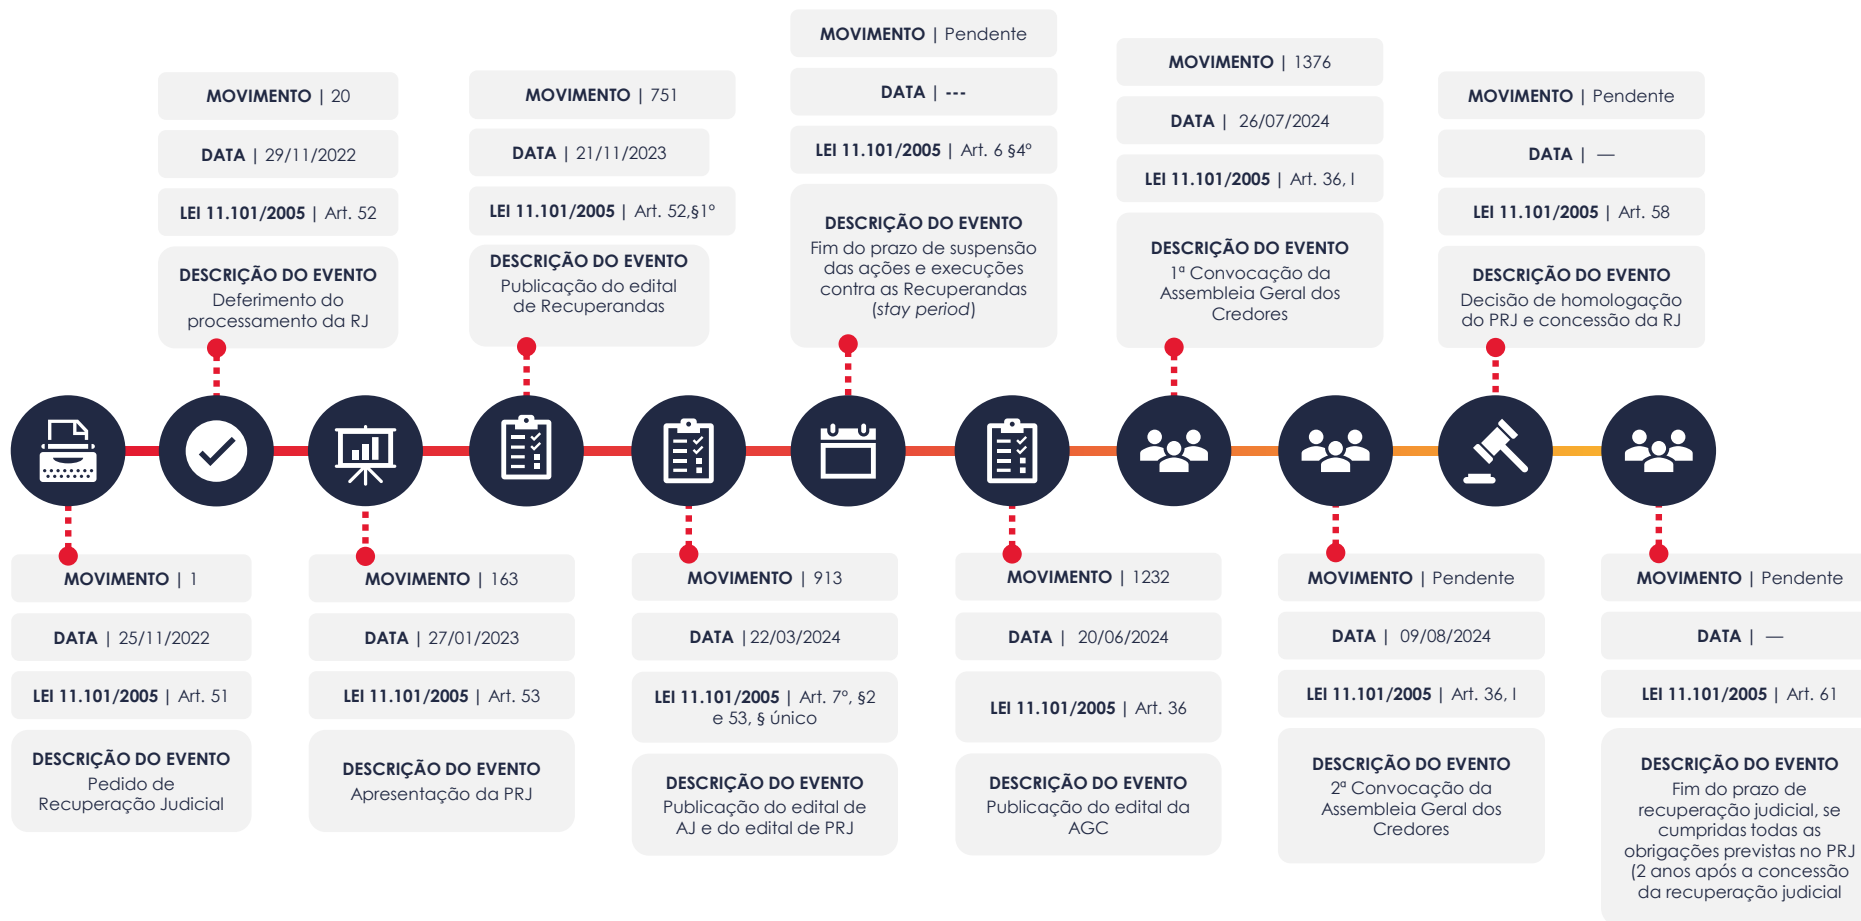 MOVIMENTO | 1
DATA | 25/11/2022
LEI 11.101/2005 | Art. 51
DESCRIÇÃO DO EVENTO
Pedido de
Recuperação Judicial
MOVIMENTO | 20
DATA | 29/11/2022
LEI 11.101/2005 | Art. 52
DESCRIÇÃO DO EVENTO
Deferimento do
processamento da RJ
MOVIMENTO | 163
DATA | 27/01/2023
LEI 11.101/2005 | Art. 53
DESCRIÇÃO DO EVENTO
Apresentação da PRJ
MOVIMENTO | 751
DATA | 21/11/2023
LEI 11.101/2005 | Art. 52,§1º
DESCRIÇÃO DO EVENTO
Publicação do edital
de Recuperandas
MOVIMENTO | 913
DATA |22/03/2024
LEI 11.101/2005 | Art. 7º, §2
e 53, § único
DESCRIÇÃO DO EVENTO
Publicação do edital de
AJ e do edital de PRJ
MOVIMENTO | Pendente
DATA | ---
LEI 11.101/2005 | Art. 6 §4º
DESCRIÇÃO DO EVENTO
Fim do prazo de suspensão
das ações e execuções
contra as Recuperandas
(stay period)
MOVIMENTO | 1232
DATA | 20/06/2024
LEI 11.101/2005 | Art. 36
DESCRIÇÃO DO EVENTO
Publicação do edital da
AGC
MOVIMENTO | 1376
DATA | 26/07/2024
LEI 11.101/2005 | Art. 36, I
DESCRIÇÃO DO EVENTO
1ª Convocação da
Assembleia Geral dos
Credores
MOVIMENTO | Pendente
DATA | 09/08/2024
LEI 11.101/2005 | Art. 36, I
DESCRIÇÃO DO EVENTO
2ª Convocação da
Assembleia Geral dos
Credores
MOVIMENTO | Pendente
DATA | —
LEI 11.101/2005 | Art. 58
DESCRIÇÃO DO EVENTO
Decisão de homologação
do PRJ e concessão da RJ
MOVIMENTO | Pendente
DATA | —
LEI 11.101/2005 | Art. 61
DESCRIÇÃO DO EVENTO
Fim do prazo de
recuperação judicial, se
cumpridas todas as
obrigações previstas no PRJ
(2 anos após a concessão
da recuperação judicial